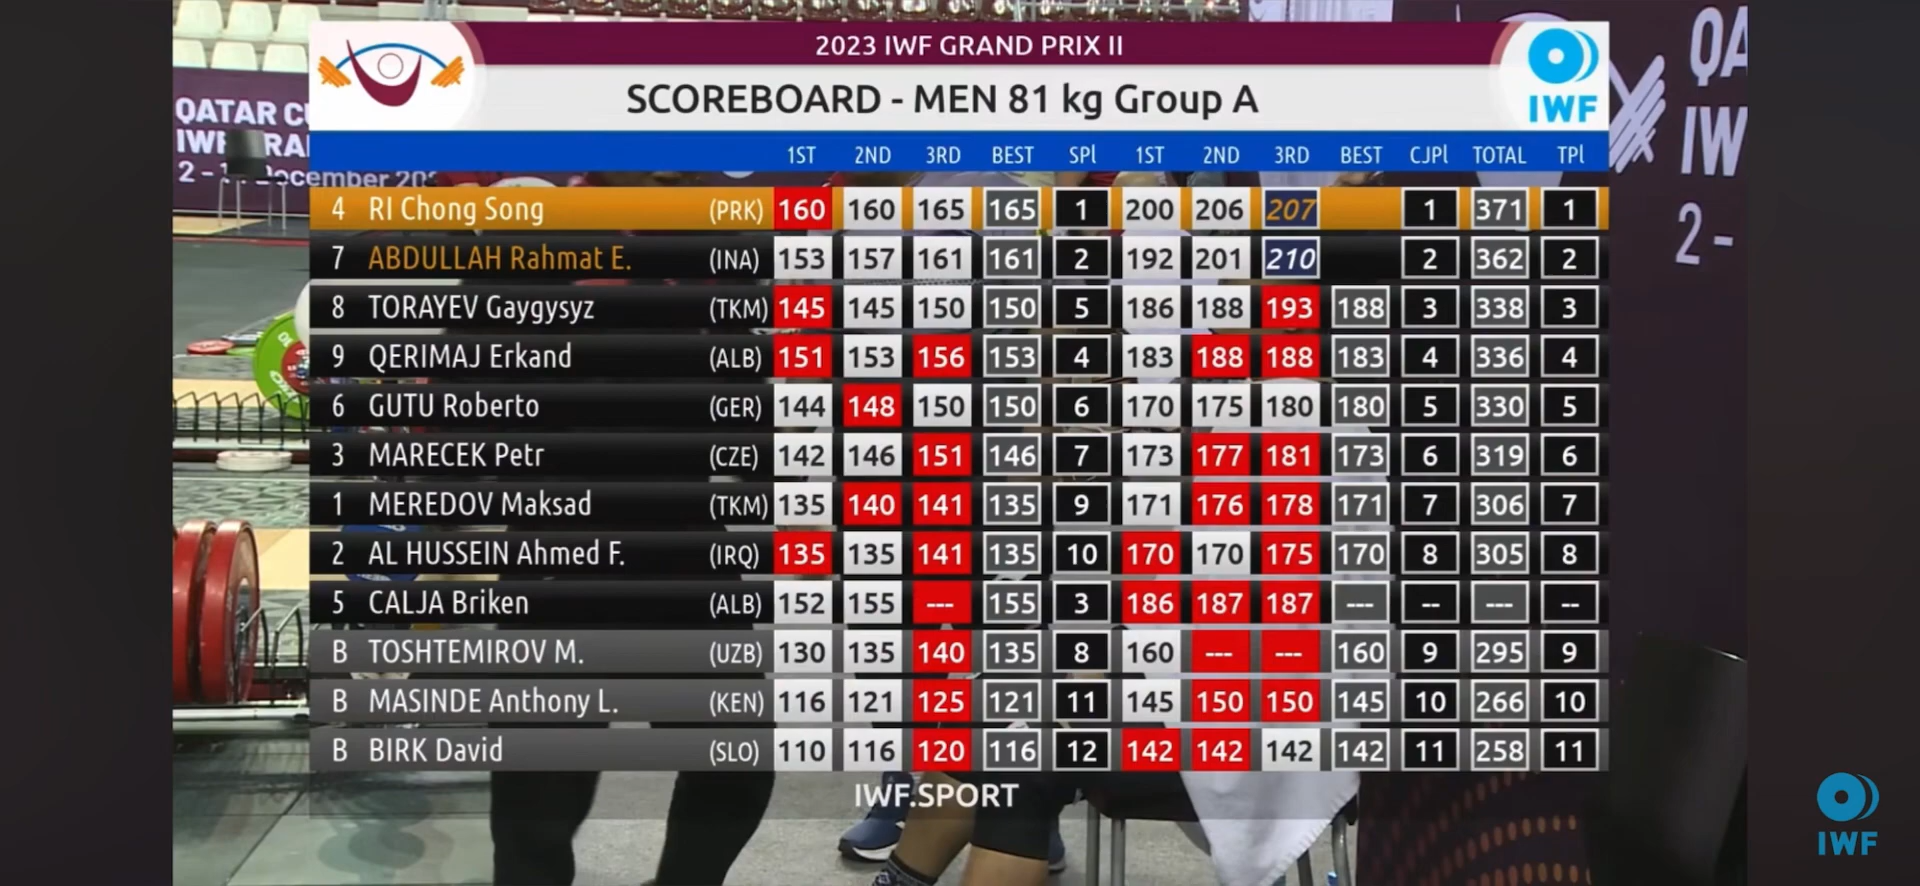 2023 IWF GRAND PRIX II
SCOREBOARD - MEN 81 kg Group A
IWF
1ST 2ND 3RD BEST SPl 1ST 2ND 3RD BEST CJPl TOTAL TPl
4 RI Chong Song (PRK) 160 160 165 165 1 200 206 207 1 371 1
7 ABDULLAH Rahmat E. (INA) 153 157 161 161 2 192 201 210 2 362 2
8 TORAYEV Gaygysyz (TKM) 145 145 150 150 5 186 188 193 188 3 338 3
9 QERIMAJ Erkand (ALB) 151 153 156 153 4 183 188 188 183 4 336 4
6 GUTU Roberto (GER) 144 148 150 150 6 170 175 180 180 5 330 5
3 MARECEK Petr (CZE) 142 146 151 146 7 173 177 181 173 6 319 6
1 MEREDOV Maksad (TKM) 135 140 141 135 9 171 176 178 171 7 306 7
2 AL HUSSEIN Ahmed F. (IRQ) 135 135 141 135 10 170 170 175 170 8 305 8
5 CALJA Briken (ALB) 152 155 --- 155 3 186 187 187 --- -- --- --
B TOSHTEMIROV M. (UZB) 130 135 140 135 8 160 --- --- 160 9 295 9
B MASINDE Anthony L. (KEN) 116 121 125 121 11 145 150 150 145 10 266 10
B BIRK David (SLO) 110 116 120 116 12 142 142 142 142 11 258 11
IWF.SPORT
QATAR
IWF
QA
IW
2 -
IWF